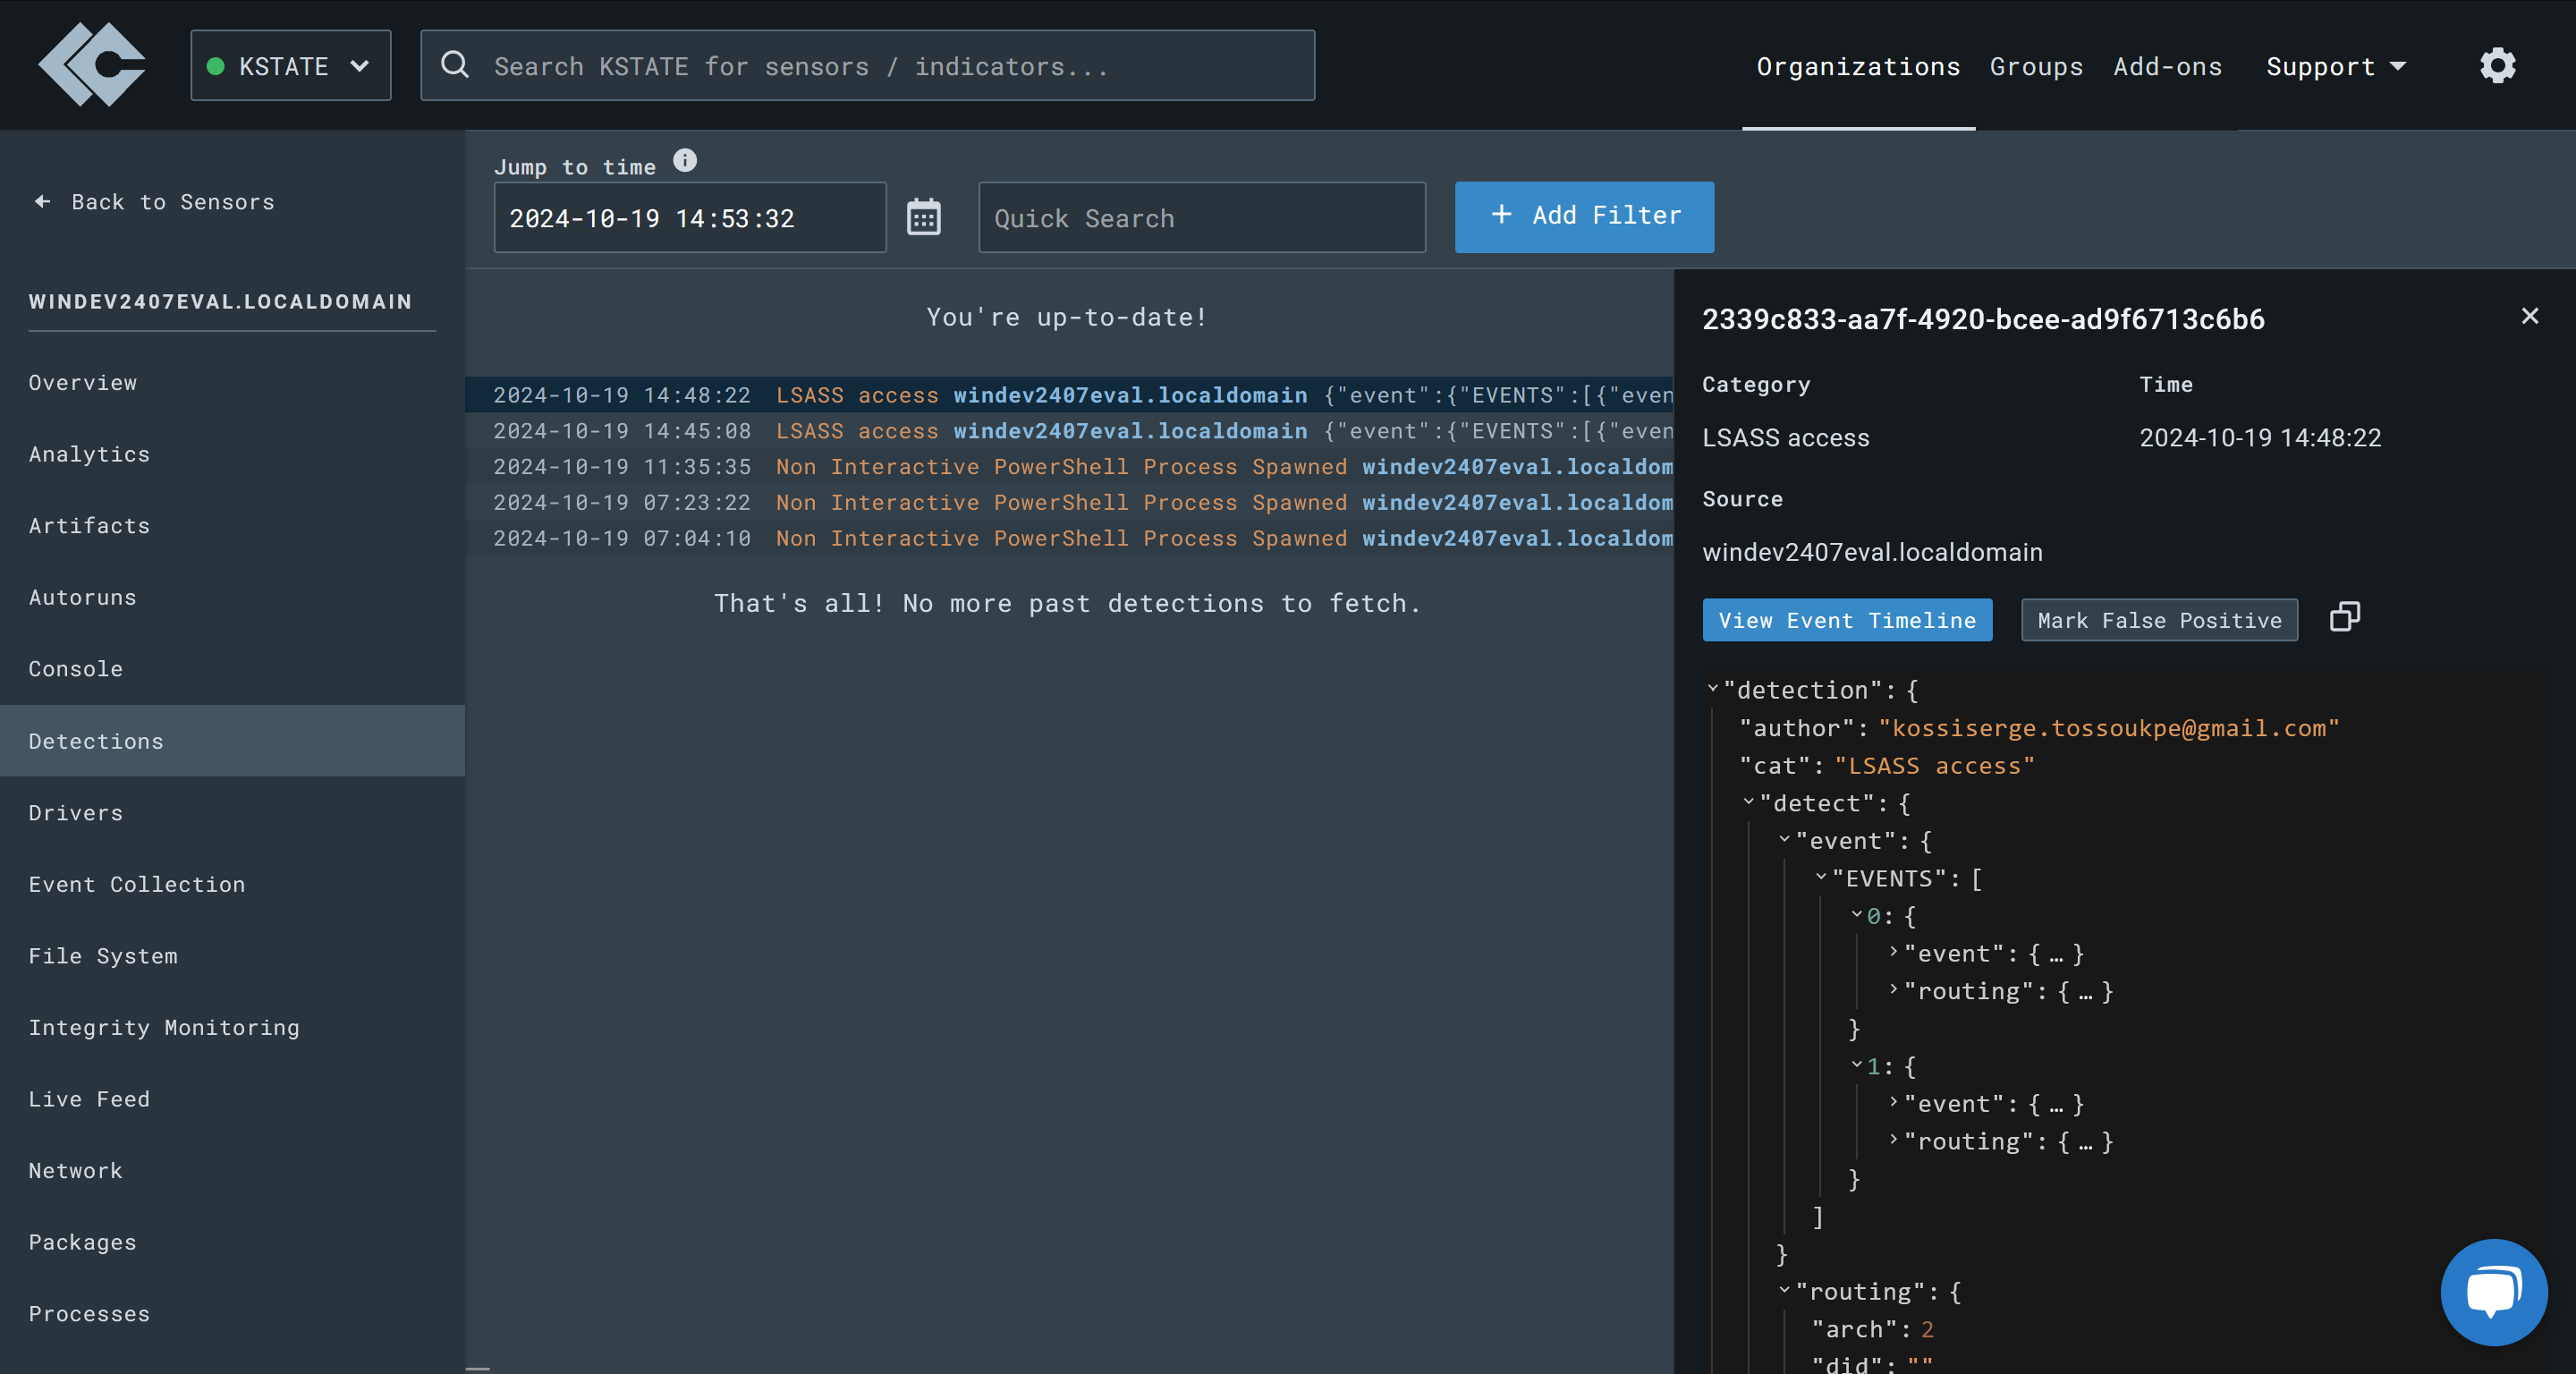 KSTATE
Search KSTATE for sensors / indicators...
Organizations Groups Add-ons Support
Back to Sensors
WINDEV2407EVAL.LOCALDOMAIN
Overview
Analytics
Artifacts
Autoruns
Console
Detections
Drivers
Event Collection
File System
Integrity Monitoring
Live Feed
Network
Packages
Processes
Jump to time
2024-10-19 14:53:32
Quick Search
+ Add Filter
You're up-to-date!
2024-10-19 14:48:22 LSASS access windev2407eval.localdomain {"event":{"EVENTS":[{"even
2024-10-19 14:45:08 LSASS access windev2407eval.localdomain {"event":{"EVENTS":[{"even
2024-10-19 11:35:35 Non Interactive PowerShell Process Spawned windev2407eval.localdom
2024-10-19 07:23:22 Non Interactive PowerShell Process Spawned windev2407eval.localdom
2024-10-19 07:04:10 Non Interactive PowerShell Process Spawned windev2407eval.localdom
That's all! No more past detections to fetch.
2339c833-aa7f-4920-bcee-ad9f6713c6b6
Category Time
LSASS access 2024-10-19 14:48:22
Source
windev2407eval.localdomain
View Event Timeline Mark False Positive
"detection": {
"author": "kossiserge.tossoukpe@gmail.com"
"cat": "LSASS access"
"detect": {
"event": {
"EVENTS": [
0: {
"event": { … }
"routing": { … }
}
1: {
"event": { … }
"routing": { … }
}
]
}
"routing": {
"arch": 2
"did": ""